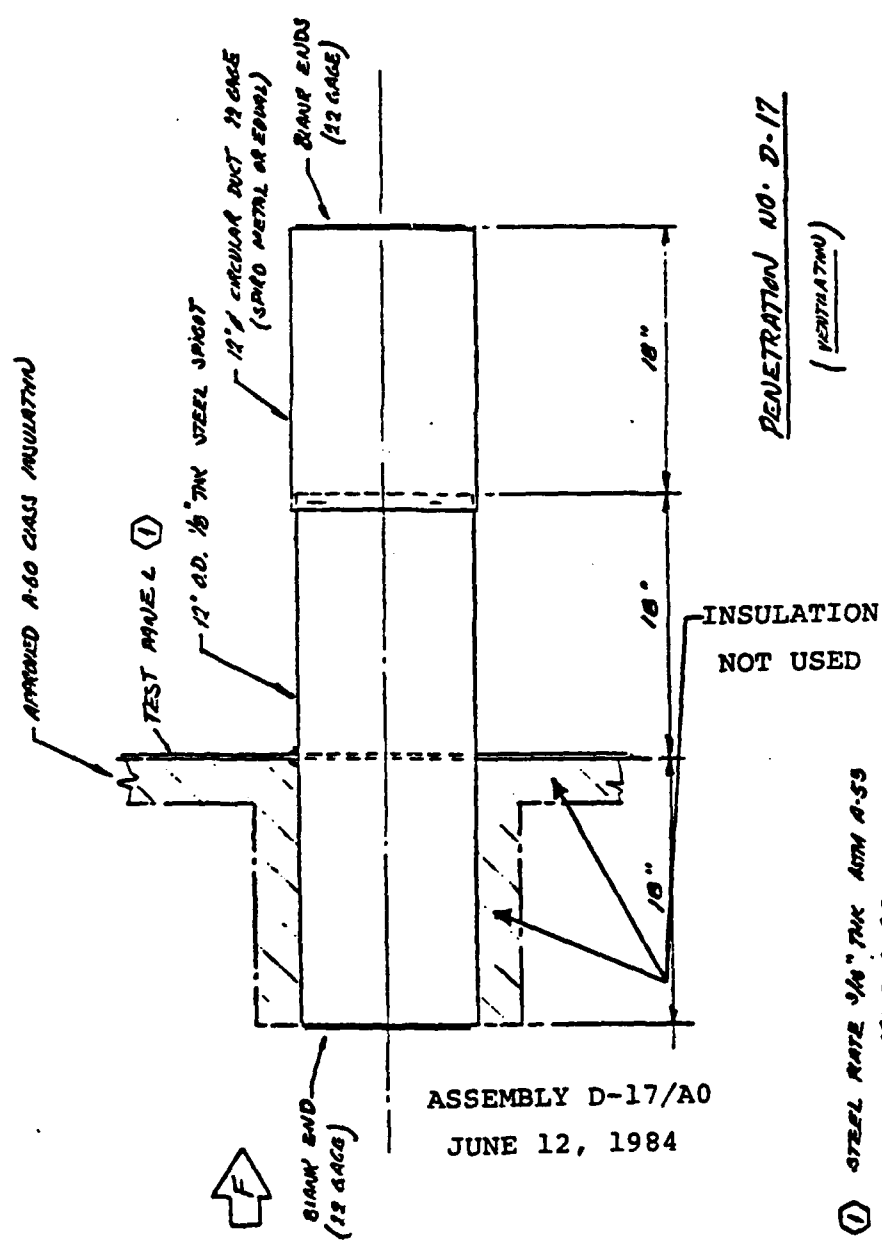 APPROVED A-60 CLASS INSULATION
TEST PANEL 1
12" O.D. 1/8" THK STEEL SPIGOT
12"ø CIRCULAR DUCT 22 GAGE
(SPIRO METAL OR EQUAL)
BLANK ENDS
(22 GAGE)
18"
18"
18"
INSULATION
NOT USED
F
BLANK END
(22 GAGE)
ASSEMBLY D-17/A0
JUNE 12, 1984
PENETRATION NO. D-17
(VENTILATION)
1 STEEL PLATE 3/16" THK ASTM A-53